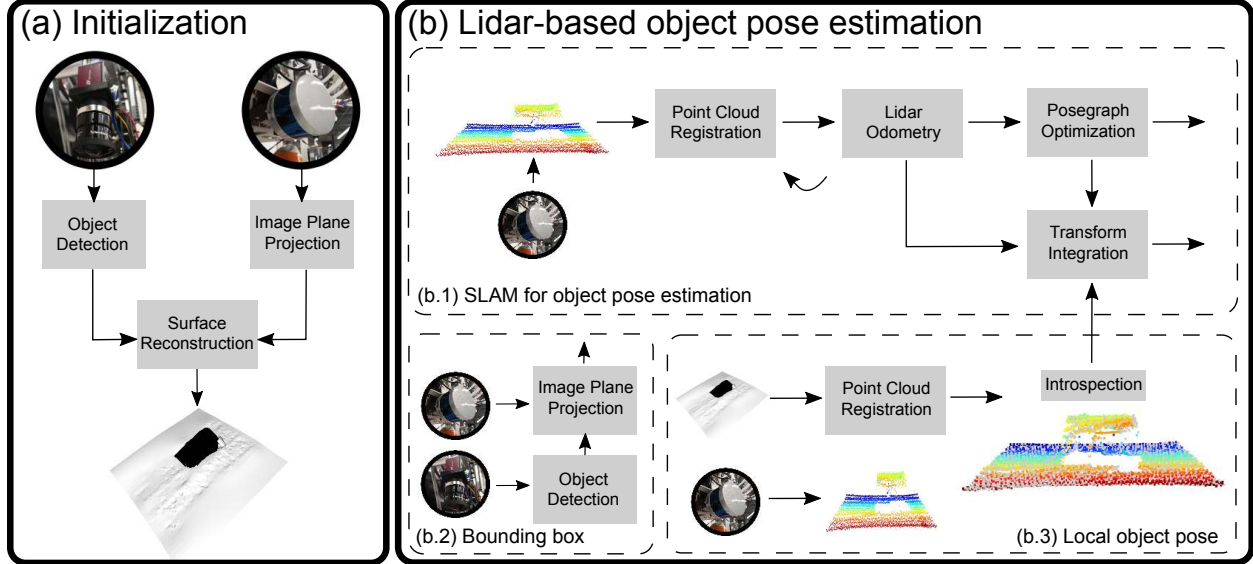 (a) Initialization
Object
Detection
Image Plane
Projection
Surface
Reconstruction
(b) Lidar-based object pose estimation
Point Cloud
Registration
Lidar
Odometry
Posegraph
Optimization
Transform
Integration
(b.1) SLAM for object pose estimation
Image Plane
Projection
Object
Detection
(b.2) Bounding box
Point Cloud
Registration
Introspection
(b.3) Local object pose